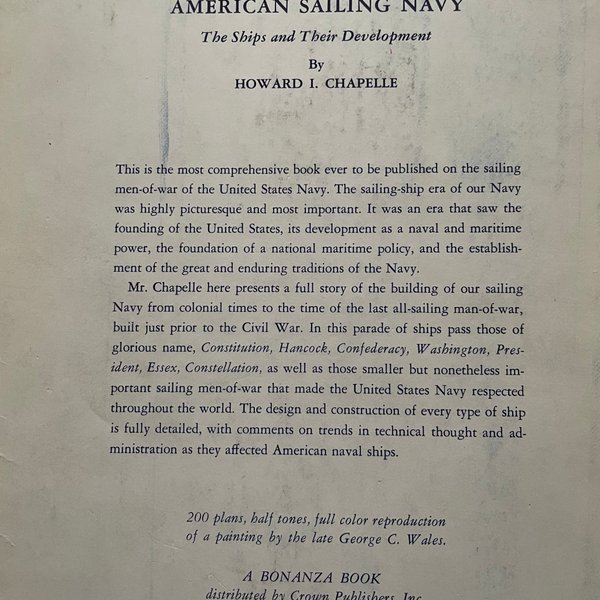 AMERICAN SAILING NAVY
The Ships and Their Development
By
HOWARD I. CHAPELLE
This is the most comprehensive book ever to be published on the sailing
men-of-war of the United States Navy. The sailing-ship era of our Navy
was highly picturesque and most important. It was an era that saw the
founding of the United States, its development as a naval and maritime
power, the foundation of a national maritime policy, and the establish-
ment of the great and enduring traditions of the Navy.
Mr. Chapelle here presents a full story of the building of our sailing
Navy from colonial times to the time of the last all-sailing man-of-war,
built just prior to the Civil War. In this parade of ships pass those of
glorious name, Constitution, Hancock, Confederacy, Washington, Pres-
ident, Essex, Constellation, as well as those smaller but nonetheless im-
portant sailing men-of-war that made the United States Navy respected
throughout the world. The design and construction of every type of ship
is fully detailed, with comments on trends in technical thought and ad-
ministration as they affected American naval ships.
200 plans, half tones, full color reproduction
of a painting by the late George C. Wales.
A BONANZA BOOK
distributed by Crown Publishers, Inc.